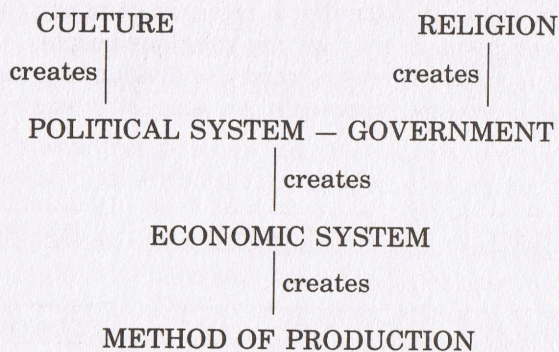 CULTURE RELIGION
creates creates
POLITICAL SYSTEM — GOVERNMENT
creates
ECONOMIC SYSTEM
creates
METHOD OF PRODUCTION